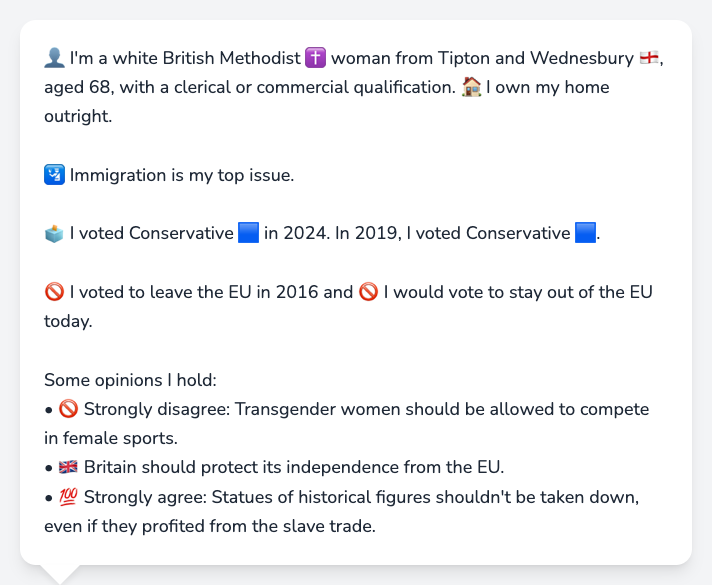 👤 I'm a white British Methodist ✝️ woman from Tipton and Wednesbury 🏴󠁧󠁢󠁥󠁮󠁧󠁿,
aged 68, with a clerical or commercial qualification. 🏠 I own my home
outright.
🛂 Immigration is my top issue.
🗳️ I voted Conservative 🟦 in 2024. In 2019, I voted Conservative 🟦.
🚫 I voted to leave the EU in 2016 and 🚫 I would vote to stay out of the EU
today.
Some opinions I hold:
• 🚫 Strongly disagree: Transgender women should be allowed to compete
in female sports.
• 🇬🇧 Britain should protect its independence from the EU.
• 💯 Strongly agree: Statues of historical figures shouldn't be taken down,
even if they profited from the slave trade.